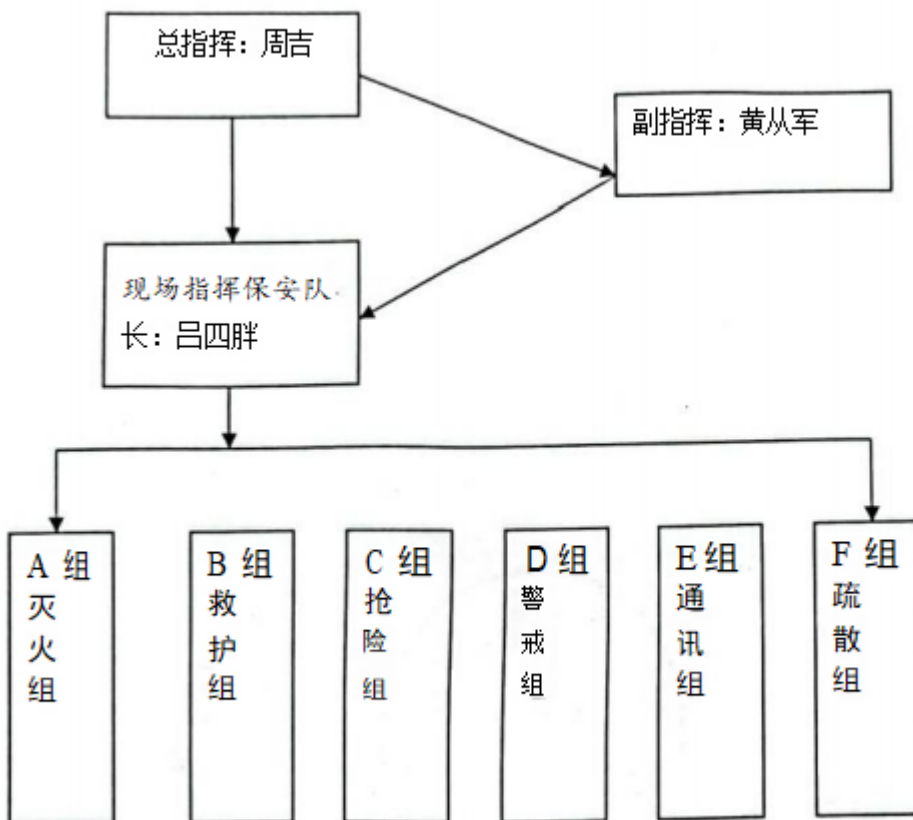 总指挥：周吉
副指挥：黄从军
现场指挥保安队
长：吕四胖
A 组
灭
火
组
B 组
救
护
组
C 组
抢
险
组
D 组
警
戒
组
E组
通
讯
组
F 组
疏
散
组